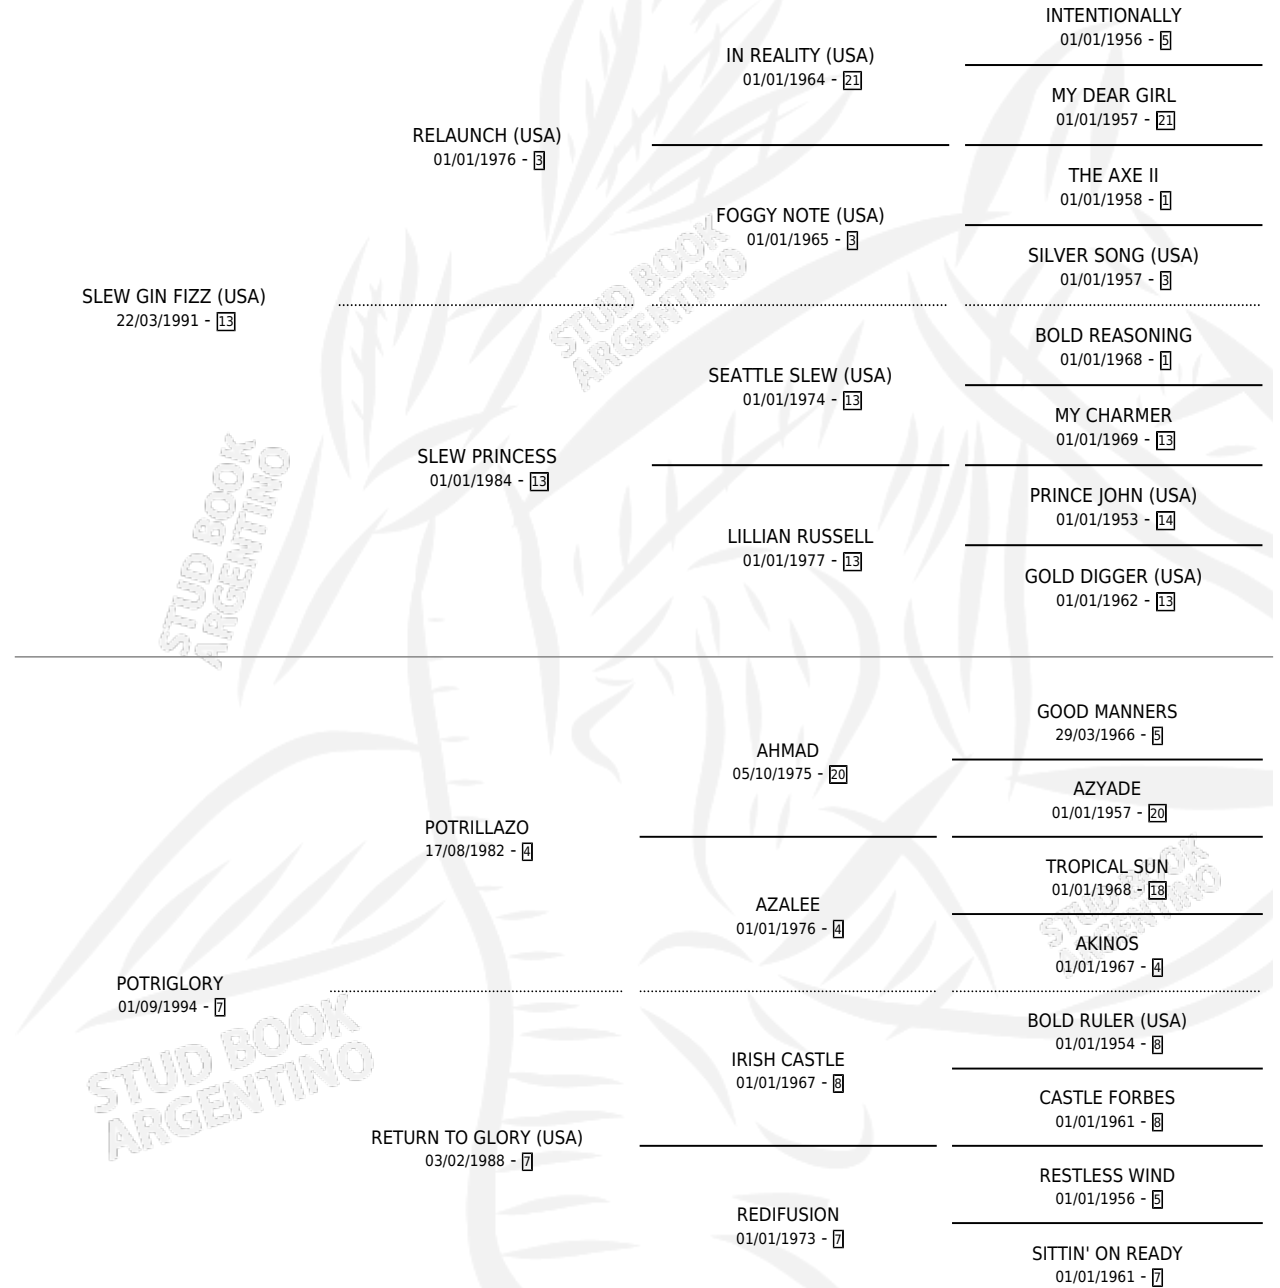 INTENTIONALLY
01/01/1956 - 5
IN REALITY (USA)
01/01/1964 - 21
MY DEAR GIRL
01/01/1957 - 21
RELAUNCH (USA)
01/01/1976 - 3
THE AXE II
01/01/1958 - 1
FOGGY NOTE (USA)
01/01/1965 - 3
SILVER SONG (USA)
01/01/1957 - 3
SLEW GIN FIZZ (USA)
22/03/1991 - 13
STUD BOOK
ARGENTINO
BOLD REASONING
01/01/1968 - 1
SEATTLE SLEW (USA)
01/01/1974 - 13
MY CHARMER
01/01/1969 - 13
SLEW PRINCESS
01/01/1984 - 13
PRINCE JOHN (USA)
01/01/1953 - 14
LILLIAN RUSSELL
01/01/1977 - 13
GOLD DIGGER (USA)
01/01/1962 - 13
STUD BOOK
ARGENTINO
GOOD MANNERS
29/03/1966 - 5
AHMAD
05/10/1975 - 20
AZYADE
01/01/1957 - 20
POTRILLAZO
17/08/1982 - 4
TROPICAL SUN
01/01/1968 - 18
AZALEE
01/01/1976 - 4
STUD BOOK
ARGENTINO
AKINOS
01/01/1967 - 4
POTRIGLORY
01/09/1994 - 7
BOLD RULER (USA)
01/01/1954 - 8
IRISH CASTLE
01/01/1967 - 8
CASTLE FORBES
01/01/1961 - 8
STUD BOOK
ARGENTINO
RETURN TO GLORY (USA)
03/02/1988 - 7
RESTLESS WIND
01/01/1956 - 5
REDIFUSION
01/01/1973 - 7
SITTIN' ON READY
01/01/1961 - 7